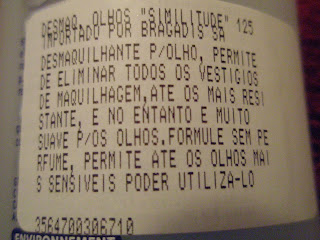 DESMAQ. OLHOS "SIMILITUDE" 125
IMPORTADO POR BRAGADIS SA
DESMAQUILHANTE P/OLHO, PERMITE
DE ELIMINAR TODOS OS VESTIGIOS
DE MAQUILHAGEM,ATE OS MAIS RESI
STANTE, E NO ENTANTO E MUITO
SUAVE P/OS OLHOS.FORMULE SEM PE
RFUME, PERMITE ATE OS OLHOS MAI
S SENSIVEIS PODER UTILIZA-LO
3564700306710
ENVIRONNEMENT